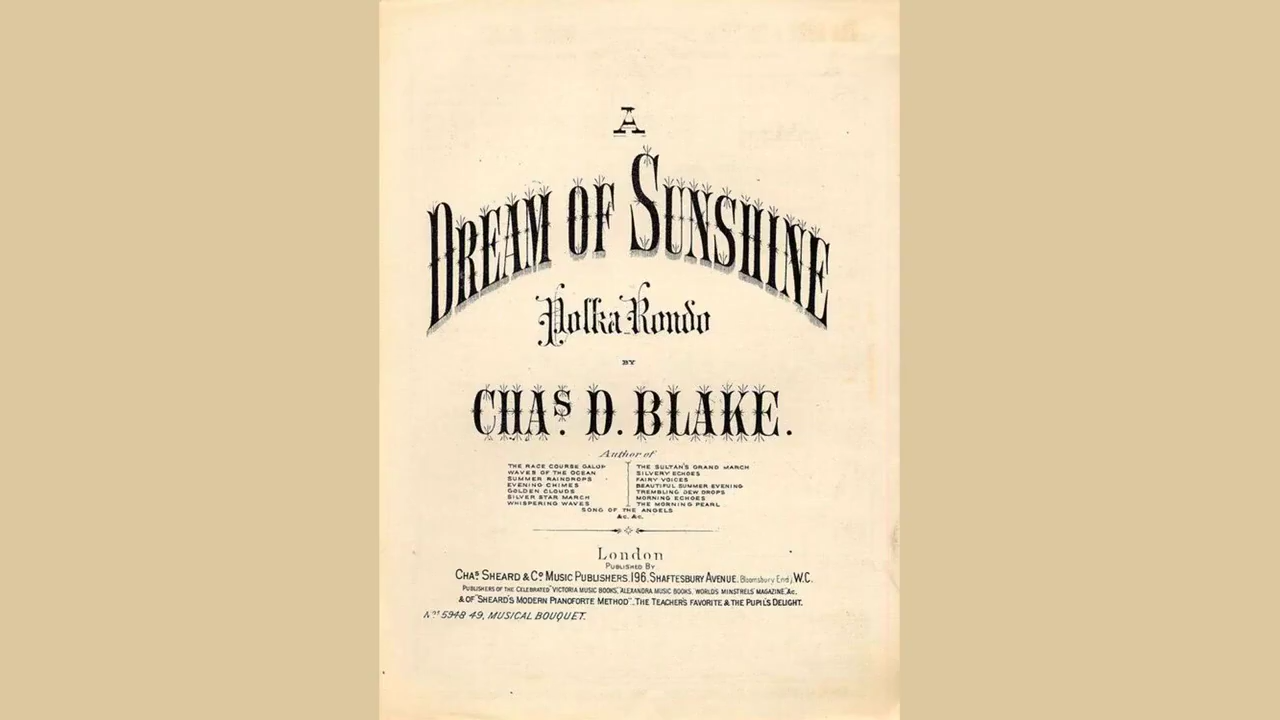 A
DREAM OF SUNSHINE
Polka Rondo
BY
CHAS. D. BLAKE.
Author of
THE RACE COURSE GALOP
WAVES OF THE OCEAN
SUMMER RAINDROPS
EVENING CHIMES
GOLDEN CLOUDS
SILVER STAR MARCH
WHISPERING WAVES
THE SULTAN'S GRAND MARCH
SILVERY ECHOES
FAIRY VOICES
BEAUTIFUL SUMMER EVENING
TREMBLING DEW DROPS
MORNING ECHOES
THE MORNING PEARL
SONG OF THE ANGELS
&c. &c.
London
PUBLISHED BY
CHAS. SHEARD & CO. MUSIC PUBLISHERS. 196. SHAFTESBURY AVENUE. (Bloomsbury End), W.C.
PUBLISHERS OF THE CELEBRATED "VICTORIA MUSIC BOOKS," ALEXANDRA MUSIC BOOKS, WORLD'S MINSTRELS' MAGAZINE, &c.
& OF "SHEARD'S MODERN PIANOFORTE METHOD" _ THE TEACHER'S FAVORITE & THE PUPIL'S DELIGHT.
Nos. 5948 49, MUSICAL BOUQUET.